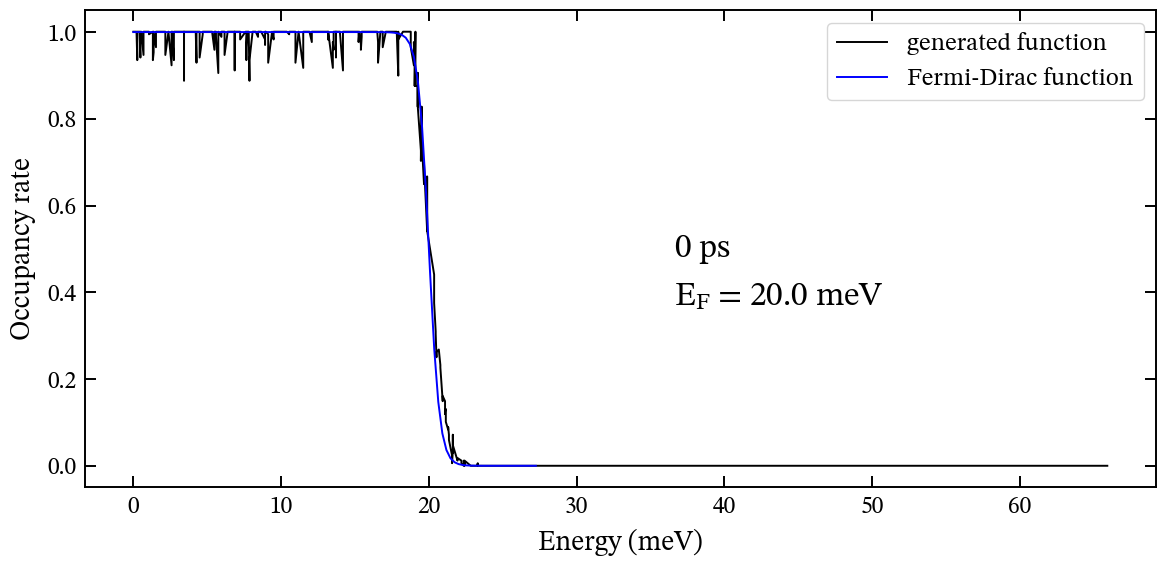 generated function
Fermi-Dirac function
1.0
0.8
0.6
0.4
0.2
0.0
Occupancy rate
0 ps
E_F = 20.0 meV
0 10 20 30 40 50 60
Energy (meV)